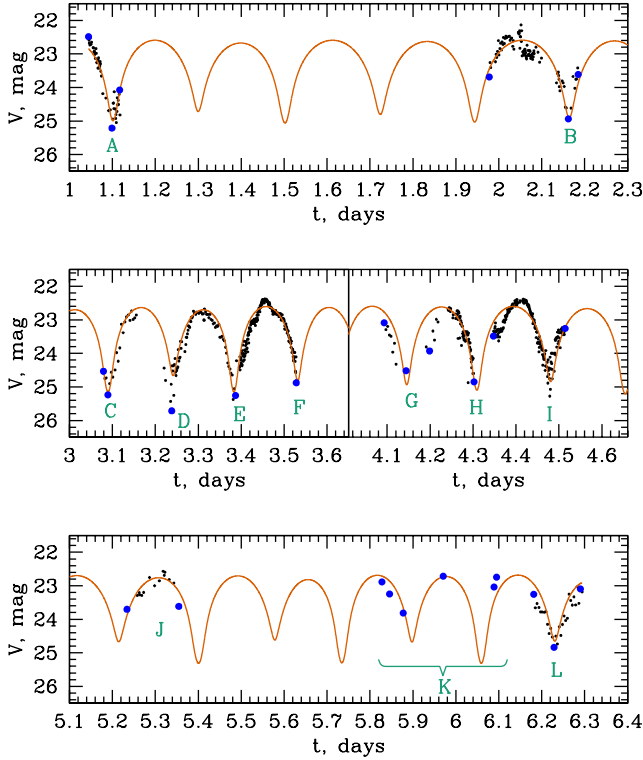 22
23
24
25
26
V, mag
A
B
1 1.1 1.2 1.3 1.4 1.5 1.6 1.7 1.8 1.9 2 2.1 2.2 2.3
t, days
22
23
24
25
26
V, mag
C
D
E
F
G
H
I
3 3.1 3.2 3.3 3.4 3.5 3.6 4.1 4.2 4.3 4.4 4.5 4.6
t, days
t, days
22
23
24
25
26
V, mag
J
K
L
5.1 5.2 5.3 5.4 5.5 5.6 5.7 5.8 5.9 6 6.1 6.2 6.3 6.4
t, days